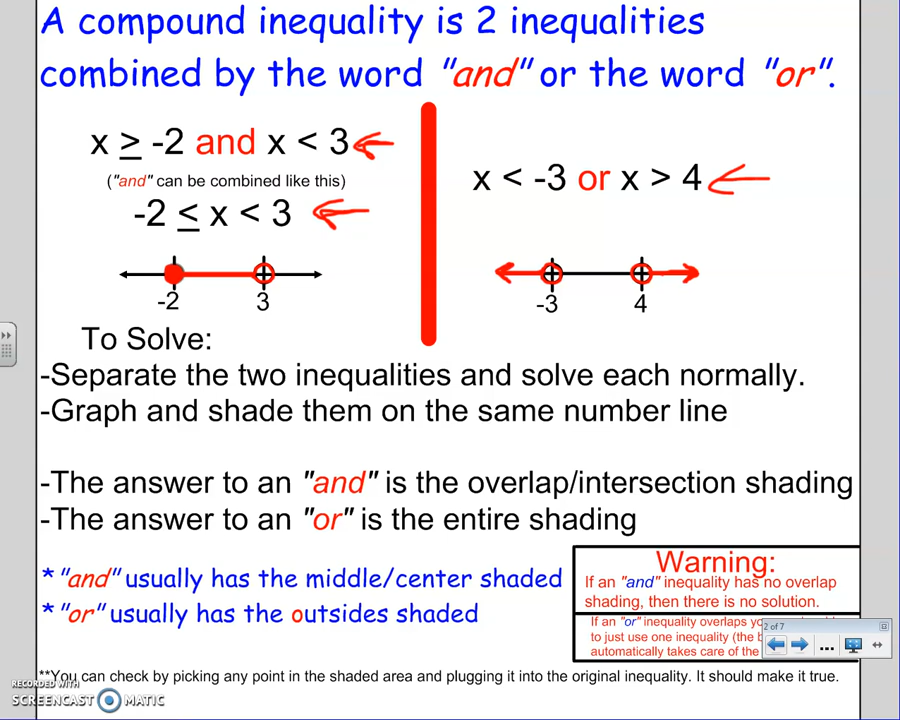 A compound inequality is 2 inequalities
combined by the word "and" or the word "or".
x ≥ -2 and x < 3
("and" can be combined like this)
-2 ≤ x < 3
-2 3
x < -3 or x > 4
-3 4
To Solve:
-Separate the two inequalities and solve each normally.
-Graph and shade them on the same number line
-The answer to an "and" is the overlap/intersection shading
-The answer to an "or" is the entire shading
*"and" usually has the middle/center shaded
*"or" usually has the outsides shaded
Warning:
If an "and" inequality has no overlap
shading, then there is no solution.
If an "or" inequality overlaps
to just use one inequality (the
automatically takes care of the
2 of 7
...
**You can check by picking any point in the shaded area and plugging it into the original inequality. It should make it true.
RECORDED WITH
SCREENCAST MATIC